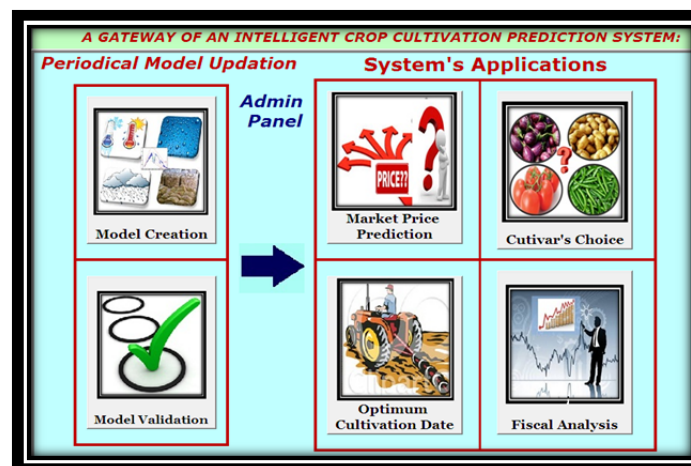 A GATEWAY OF AN INTELLIGENT CROP CULTIVATION PREDICTION SYSTEM:
Periodical Model Updation
System's Applications
Admin
Panel
Model Creation
Model Validation
PRICE??
Market Price
Prediction
Cutivar's Choice
Optimum
Cultivation Date
Fiscal Analysis